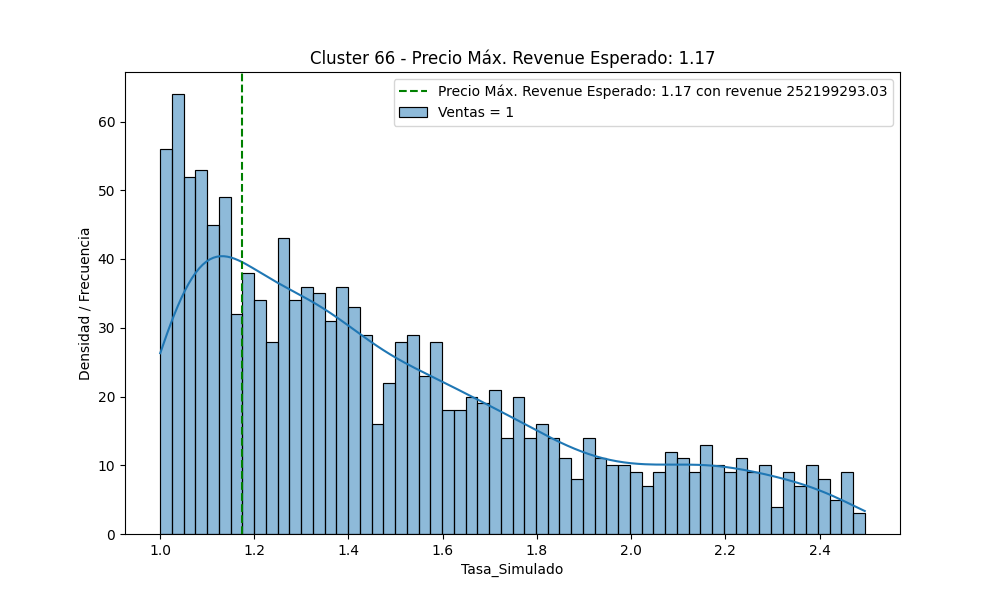 Cluster 66 - Precio Máx. Revenue Esperado: 1.17
Precio Máx. Revenue Esperado: 1.17 con revenue 252199293.03
Ventas = 1
Densidad / Frecuencia
60
50
40
30
20
10
0
1.0 1.2 1.4 1.6 1.8 2.0 2.2 2.4
Tasa_Simulado